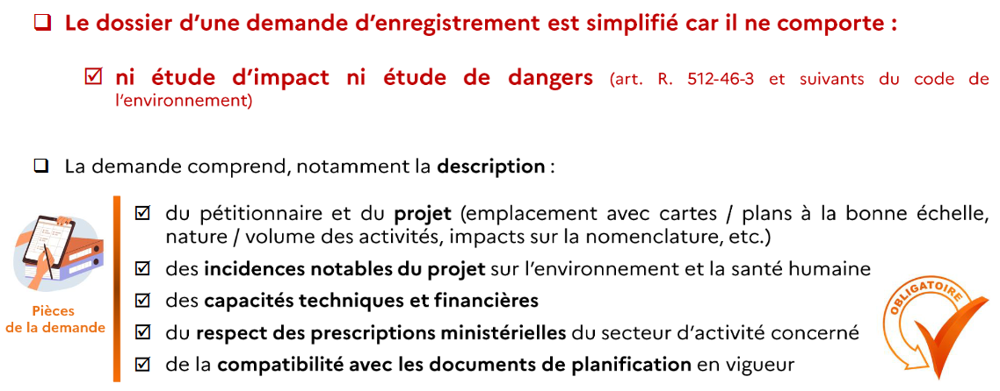 Le dossier d’une demande d’enregistrement est simplifié car il ne comporte :
ni étude d’impact ni étude de dangers (art. R. 512-46-3 et suivants du code de
l’environnement)
La demande comprend, notamment la description :
du pétitionnaire et du projet (emplacement avec cartes / plans à la bonne échelle,
nature / volume des activités, impacts sur la nomenclature, etc.)
des incidences notables du projet sur l’environnement et la santé humaine
des capacités techniques et financières
du respect des prescriptions ministérielles du secteur d’activité concerné
de la compatibilité avec les documents de planification en vigueur
Pièces
de la demande
OBLIGATOIRE